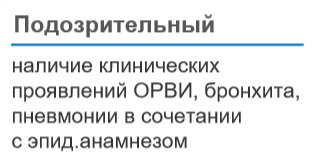 Подозрительный
наличие клинических
проявлений ОРВИ, бронхита,
пневмонии в сочетании
с эпид.анамнезом